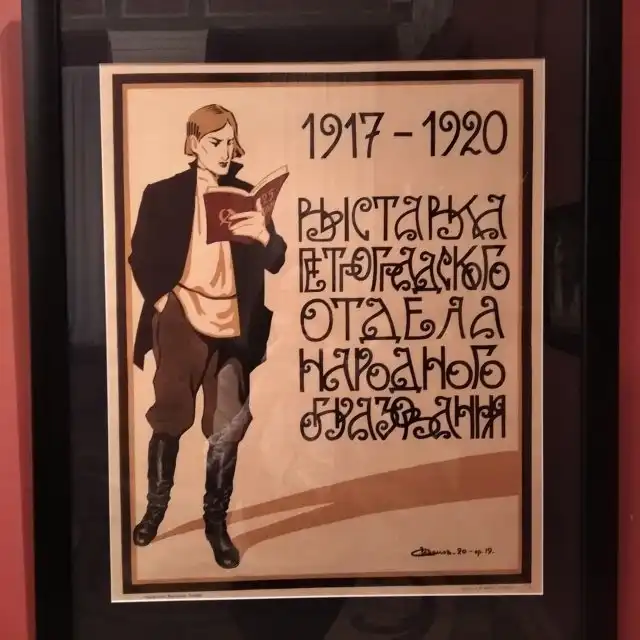 1917 – 1920
ВЫСТАВКА
ПЕТРОГРАДСКОГО
ОТДЕЛА
НАРОДНОГО
ОБРАЗОВАНИЯ